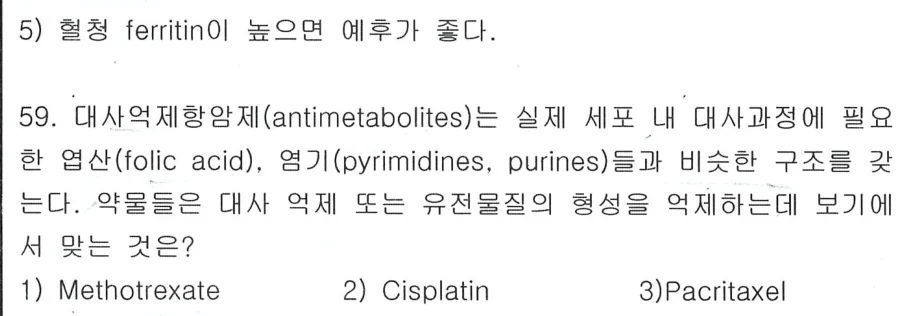 5) 혈청 ferritin이 높으면 예후가 좋다.
59. 대사억제항암제(antimetabolites)는 실제 세포 내 대사과정에 필요
한 엽산(folic acid), 염기(pyrimidines, purines)들과 비슷한 구조를 갖
는다. 약물들은 대사 억제 또는 유전물질의 형성을 억제하는데 보기에
서 맞는 것은?
1) Methotrexate 2) Cisplatin 3)Pacritaxel